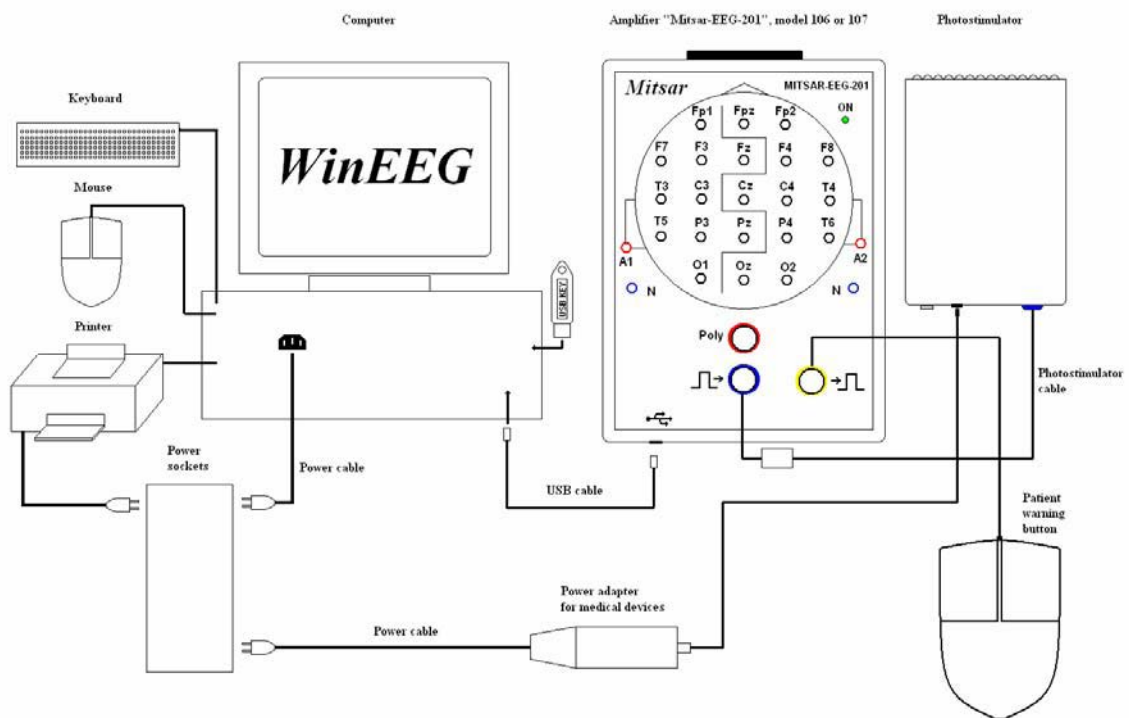 Computer
Amplifier "Mitsar-EEG-201", model 106 or 107
Photostimulator
Keyboard
Mouse
Printer
WinEEG
USB KEY
Mitsar
MITSAR-EEG-201
ON
Fp1 Fpz Fp2
F7 F3 Fz F4 F8
T3 C3 Cz C4 T4
T5 P3 Pz P4 T6
A1 A2
O1 Oz O2
N N
Poly
Photostimulator
cable
Power
sockets
Power cable
USB cable
Patient
warning
button
Power adapter
for medical devices
Power cable